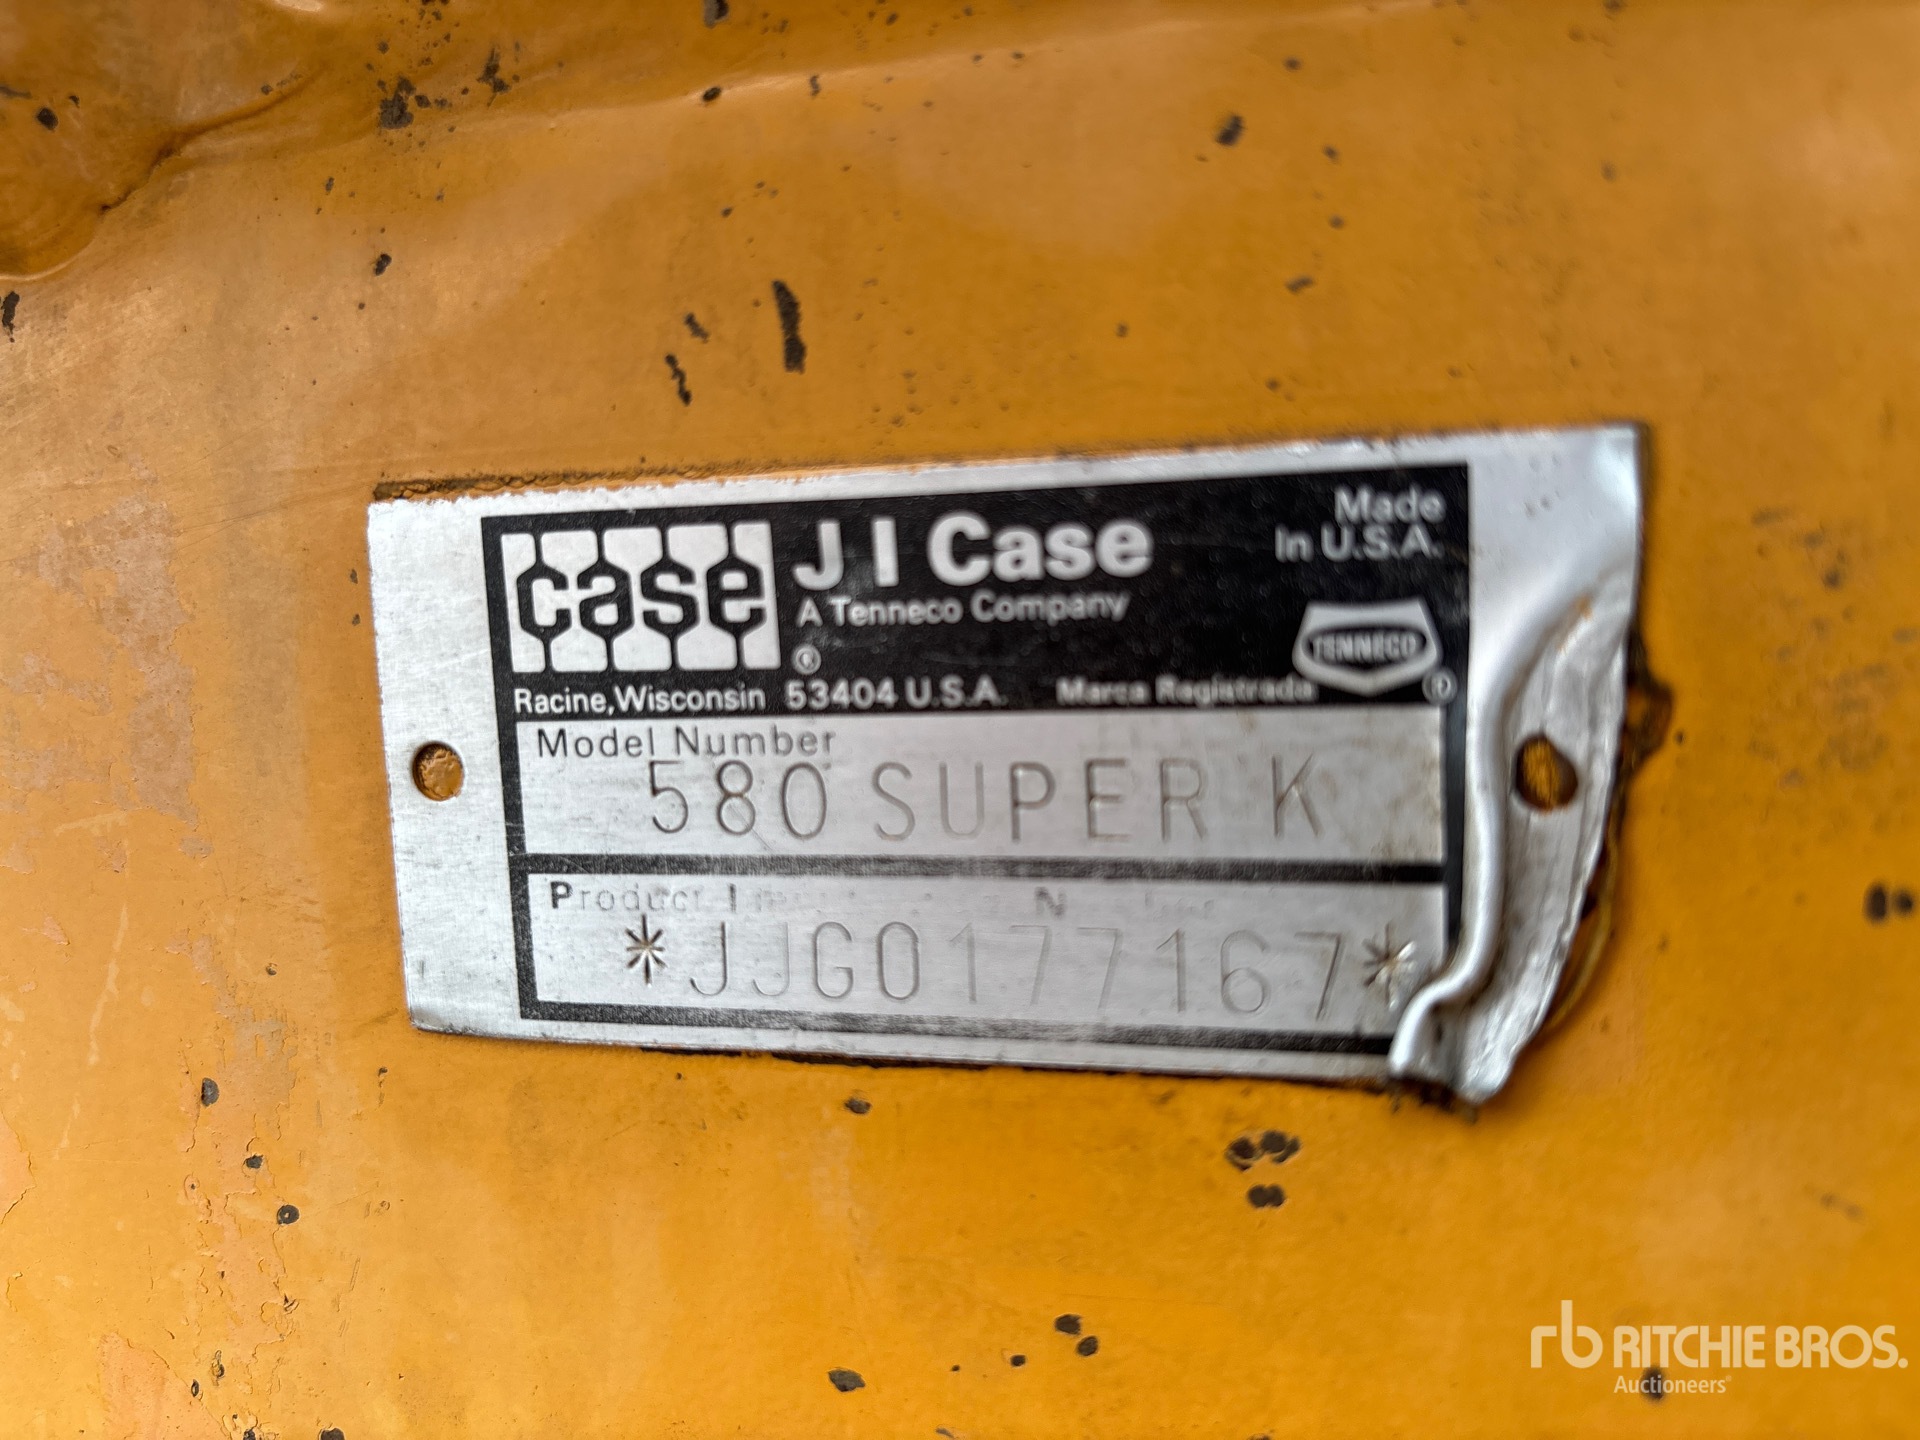 case
J I Case
Made
In U.S.A.
A Tenneco Company
TENNECO
®
®
Racine, Wisconsin 53404 U.S.A. Marca Registrada
Model Number
580 SUPER K
Product
*JJG0177167*
rb RITCHIE BROS.
Auctioneers